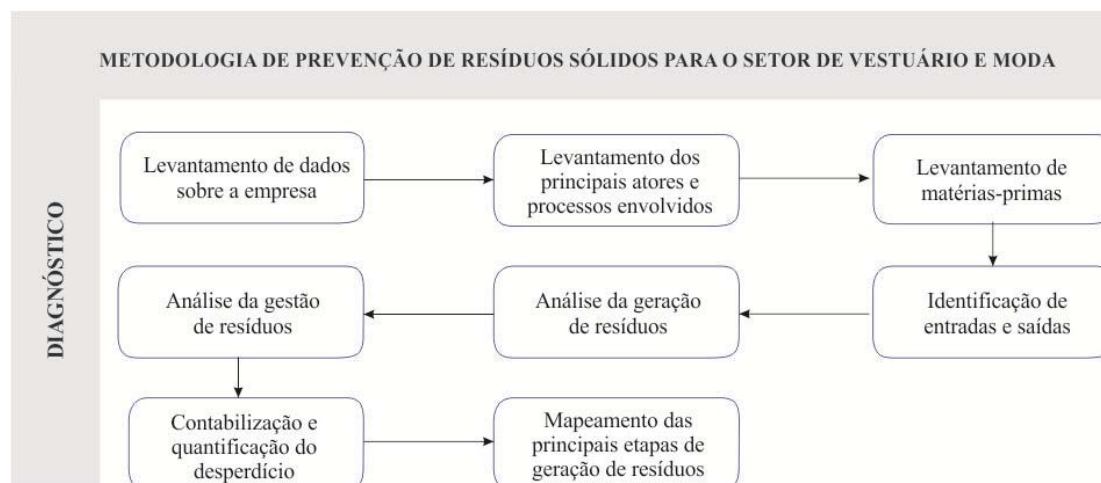 METODOLOGIA DE PREVENÇÃO DE RESÍDUOS SÓLIDOS PARA O SETOR DE VESTUÁRIO E MODA
DIAGNÓSTICO
Levantamento de dados
sobre a empresa
Levantamento dos
principais atores e
processos envolvidos
Levantamento de
matérias-primas
Identificação de
entradas e saídas
Análise da geração
de resíduos
Análise da gestão
de resíduos
Contabilização e
quantificação do
desperdício
Mapeamento das
principais etapas de
geração de resíduos